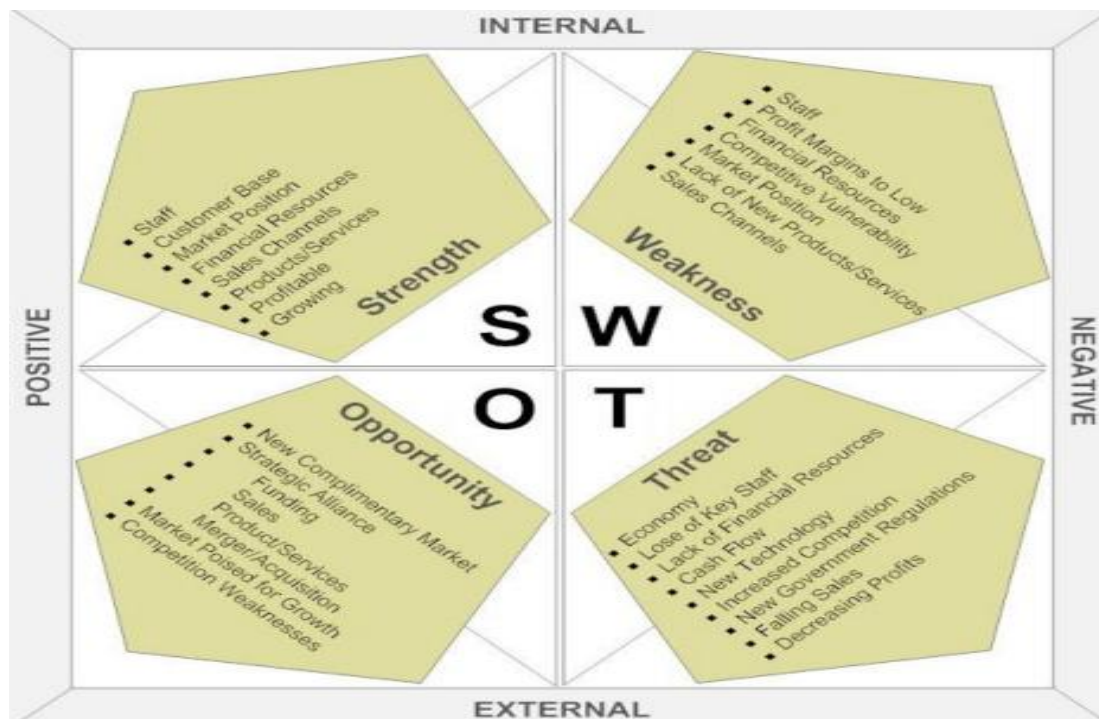 INTERNAL
POSITIVE
NEGATIVE
Staff
Customer Base
Market Position
Financial Resources
Sales Channels
Products/Services
Profitable
Growing
Strength
S
W
Staff
Profit Margins to Low
Financial Resources
Competitive Vulnerability
Market Position
Lack of New Products/Services
Sales Channels
Weakness
O
T
Opportunity
New Complimentary Market
Strategic Alliance
Funding
Sales
Product/Services
Merger/Acquisition
Market Poised for Growth
Competition Weaknesses
Threat
Economy
Lose of Key Staff
Lack of Financial Resources
Cash Flow
New Technology
Increased Competition
New Government Regulations
Falling Sales
Decreasing Profits
EXTERNAL